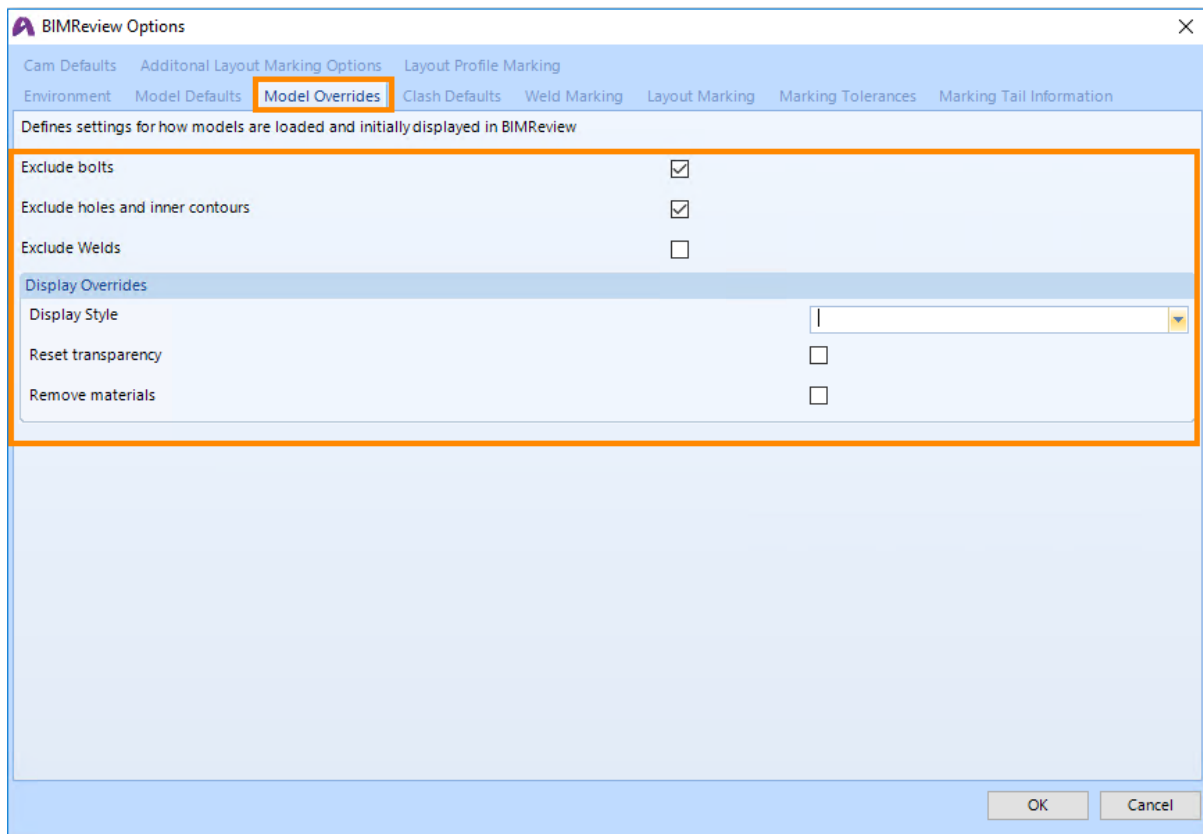 BIMReview Options
Cam Defaults Additonal Layout Marking Options Layout Profile Marking
Environment Model Defaults Model Overrides Clash Defaults Weld Marking Layout Marking Marking Tolerances Marking Tail Information
Defines settings for how models are loaded and initially displayed in BIMReview
Exclude bolts
Exclude holes and inner contours
Exclude Welds
Display Overrides
Display Style
Reset transparency
Remove materials
OK Cancel